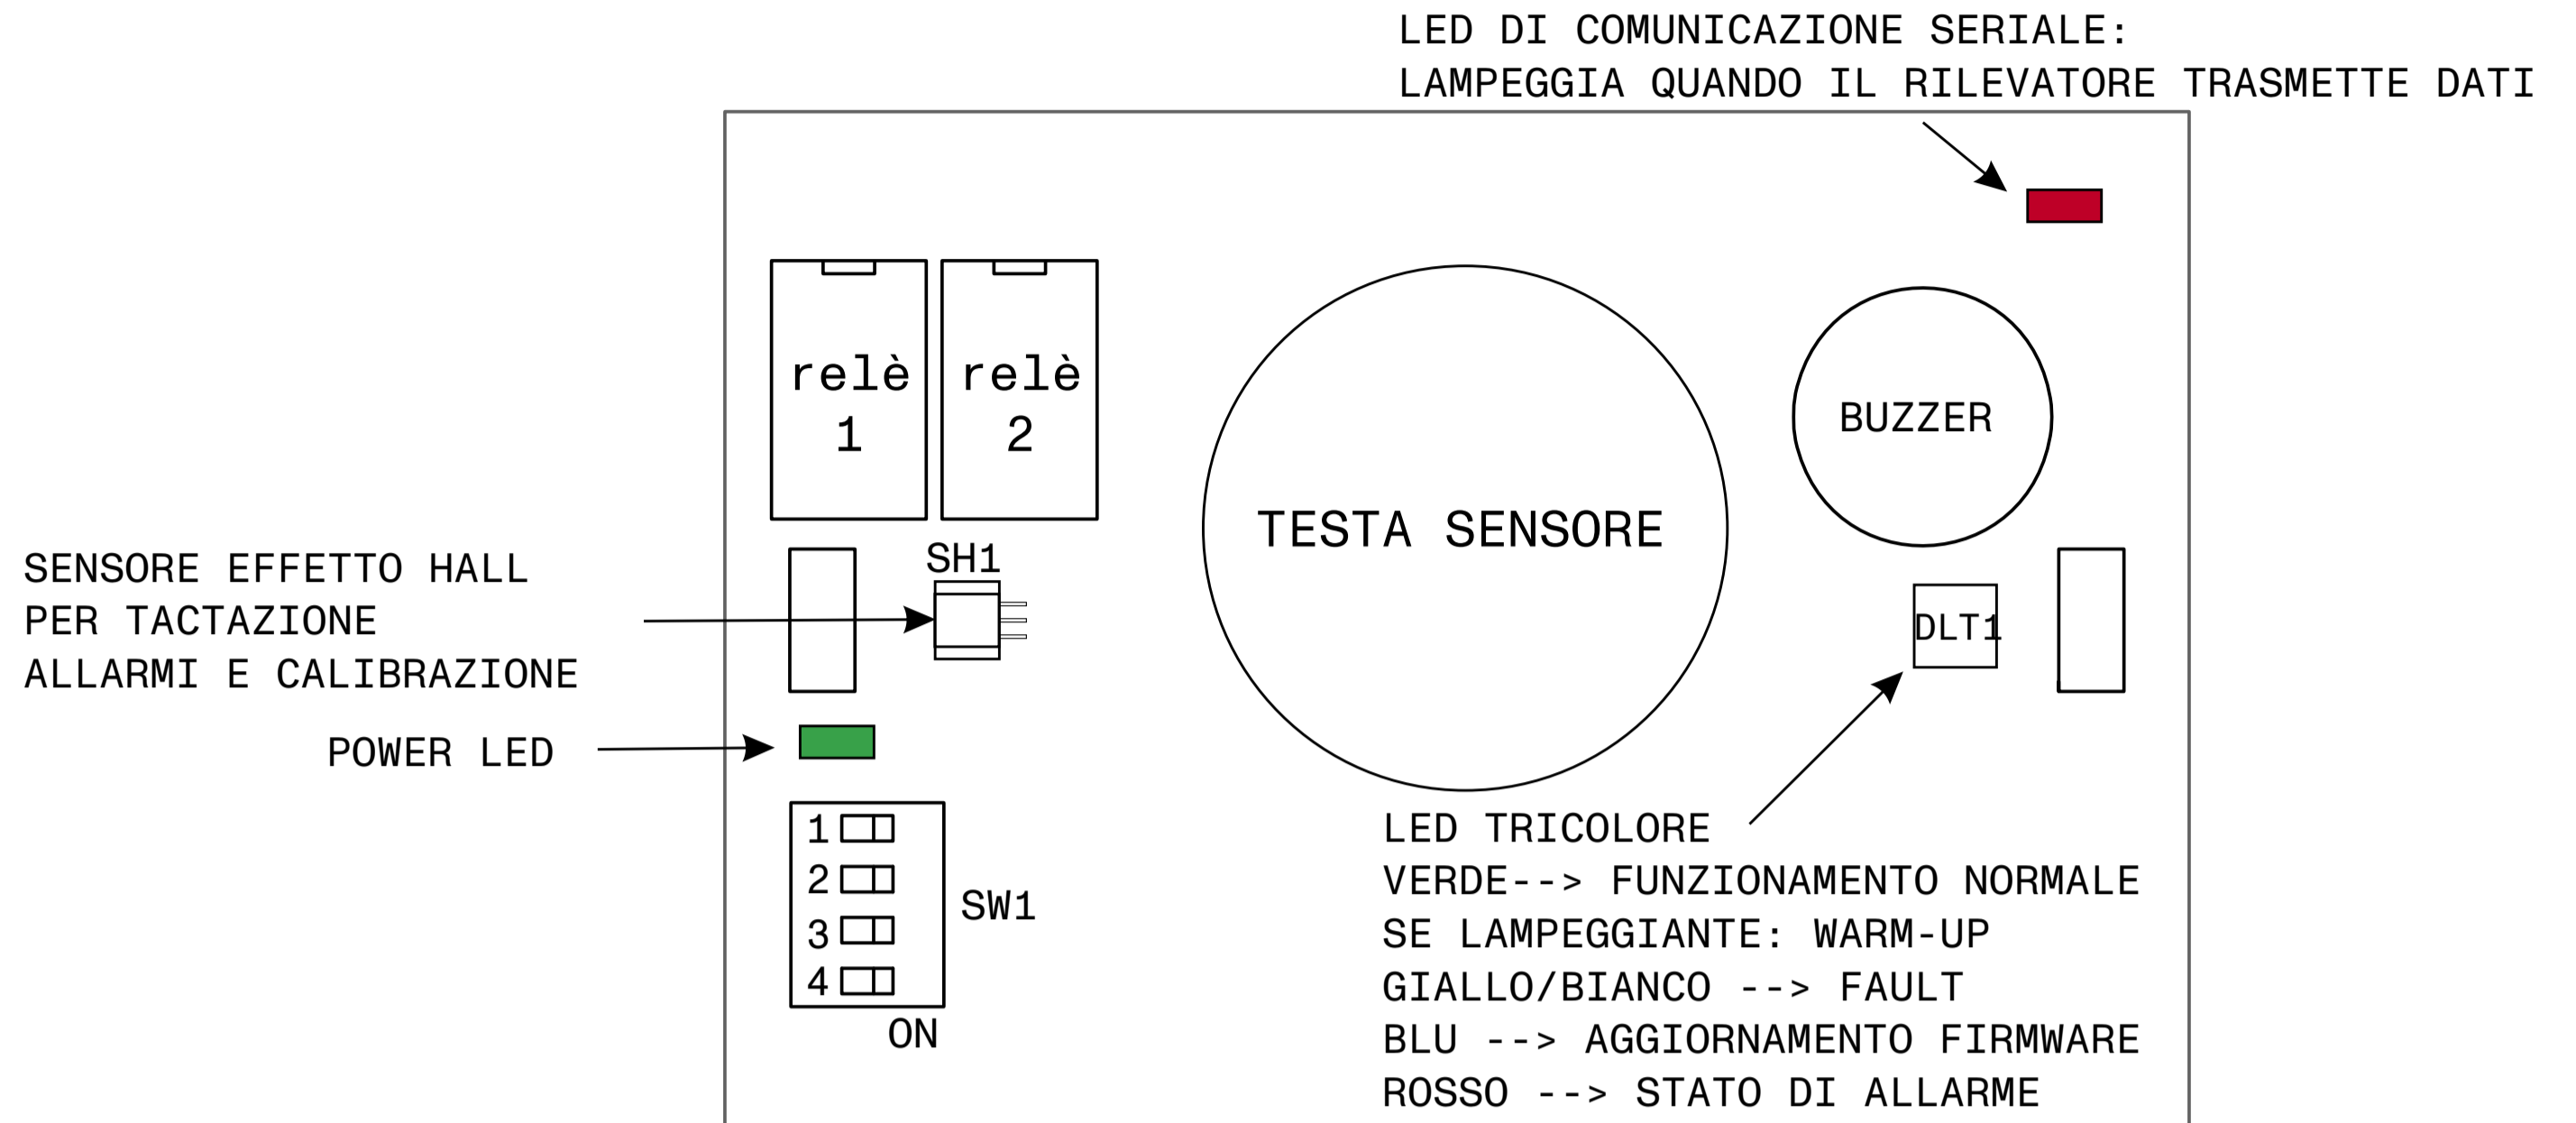 LED DI COMUNICAZIONE SERIALE:
LAMPEGGIA QUANDO IL RILEVATORE TRASMETTE DATI
relè
1
relè
2
BUZZER
TESTA SENSORE
SENSORE EFFETTO HALL
PER TACTAZIONE
ALLARMI E CALIBRAZIONE
SH1
DLT1
POWER LED
1
2
3
4
SW1
ON
LED TRICOLORE
VERDE--> FUNZIONAMENTO NORMALE
SE LAMPEGGIANTE: WARM-UP
GIALLO/BIANCO --> FAULT
BLU --> AGGIORNAMENTO FIRMWARE
ROSSO --> STATO DI ALLARME